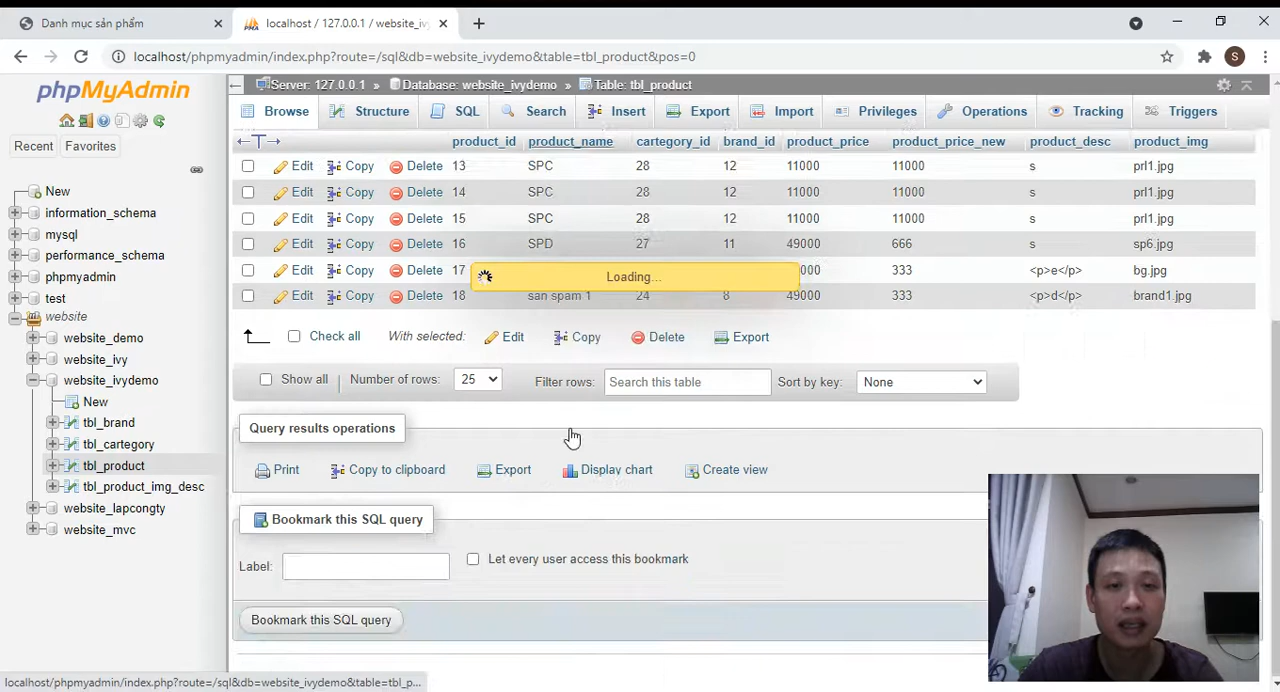 Danh mục sản phẩm
localhost / 127.0.0.1 / website_iv
localhost/phpmyadmin/index.php?route=/sql&db=website_ivydemo&table=tbl_product&pos=0
S
phpMyAdmin
Recent Favorites
New
information_schema
mysql
performance_schema
phpmyadmin
test
website
website_demo
website_ivy
website_ivydemo
New
tbl_brand
tbl_cartegory
tbl_product
tbl_product_img_desc
website_lapcongty
website_mvc
Server: 127.0.0.1 » Database: website_ivydemo » Table: tbl_product
Browse Structure SQL Search Insert Export Import Privileges Operations Tracking Triggers
product_id product_name cartegory_id brand_id product_price product_price_new product_desc product_img
Edit Copy Delete 13 SPC 28 12 11000 11000 s prl1.jpg
Edit Copy Delete 14 SPC 28 12 11000 11000 s prl1.jpg
Edit Copy Delete 15 SPC 28 12 11000 11000 s prl1.jpg
Edit Copy Delete 16 SPD 27 11 49000 666 s sp6.jpg
Edit Copy Delete 17 000 333 <p>e</p> bg.jpg
Loading...
Edit Copy Delete 18 san spam 1 24 8 49000 333 <p>d</p> brand1.jpg
Check all With selected: Edit Copy Delete Export
Show all Number of rows: 25 Filter rows: Search this table Sort by key: None
Query results operations
Print Copy to clipboard Export Display chart Create view
Bookmark this SQL query
Label: Let every user access this bookmark
Bookmark this SQL query
localhost/phpmyadmin/index.php?route=/sql&db=website_ivydemo&table=tbl_p...